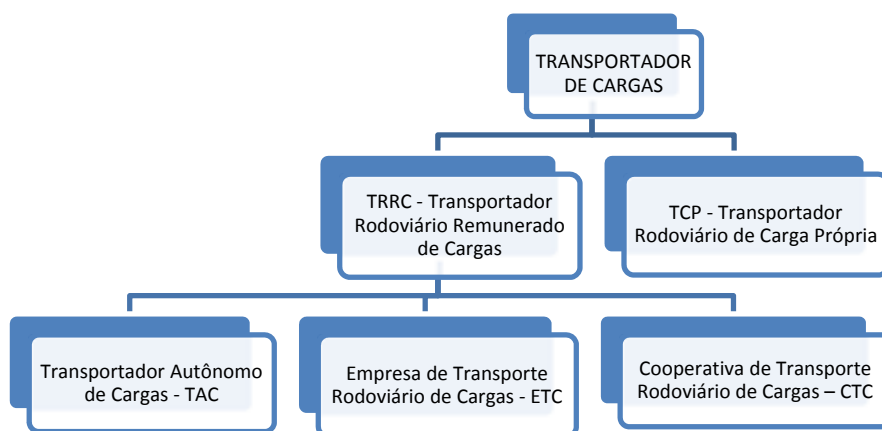 TRANSPORTADOR
DE CARGAS
TRRC - Transportador
Rodoviário Remunerado
de Cargas
TCP - Transportador
Rodoviário de Carga Própria
Transportador Autônomo
de Cargas - TAC
Empresa de Transporte
Rodoviário de Cargas - ETC
Cooperativa de Transporte
Rodoviário de Cargas – CTC